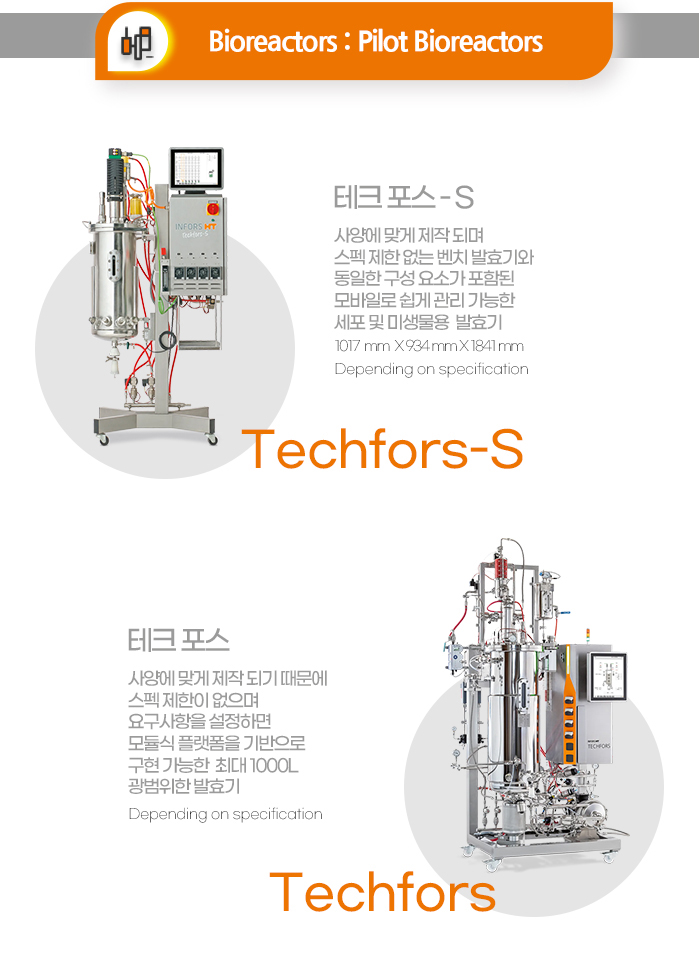 Bioreactors : Pilot Bioreactors
INFORS HT
테크 포스 - S
사양에 맞게 제작 되며
스펙 제한 없는 벤치 발효기와
동일한 구성 요소가 포함된
모바일로 쉽게 관리 가능한
세포 및 미생물용 발효기
1017 mm X 934 mm X 1841 mm
Depending on specification
Techfors-S
테크 포스
사양에 맞게 제작 되기 때문에
스펙 제한이 없으며
요구사항을 설정하면
모듈식 플랫폼을 기반으로
구현 가능한 최대 1000L
광범위한 발효기
Depending on specification
TECHFORS
Techfors